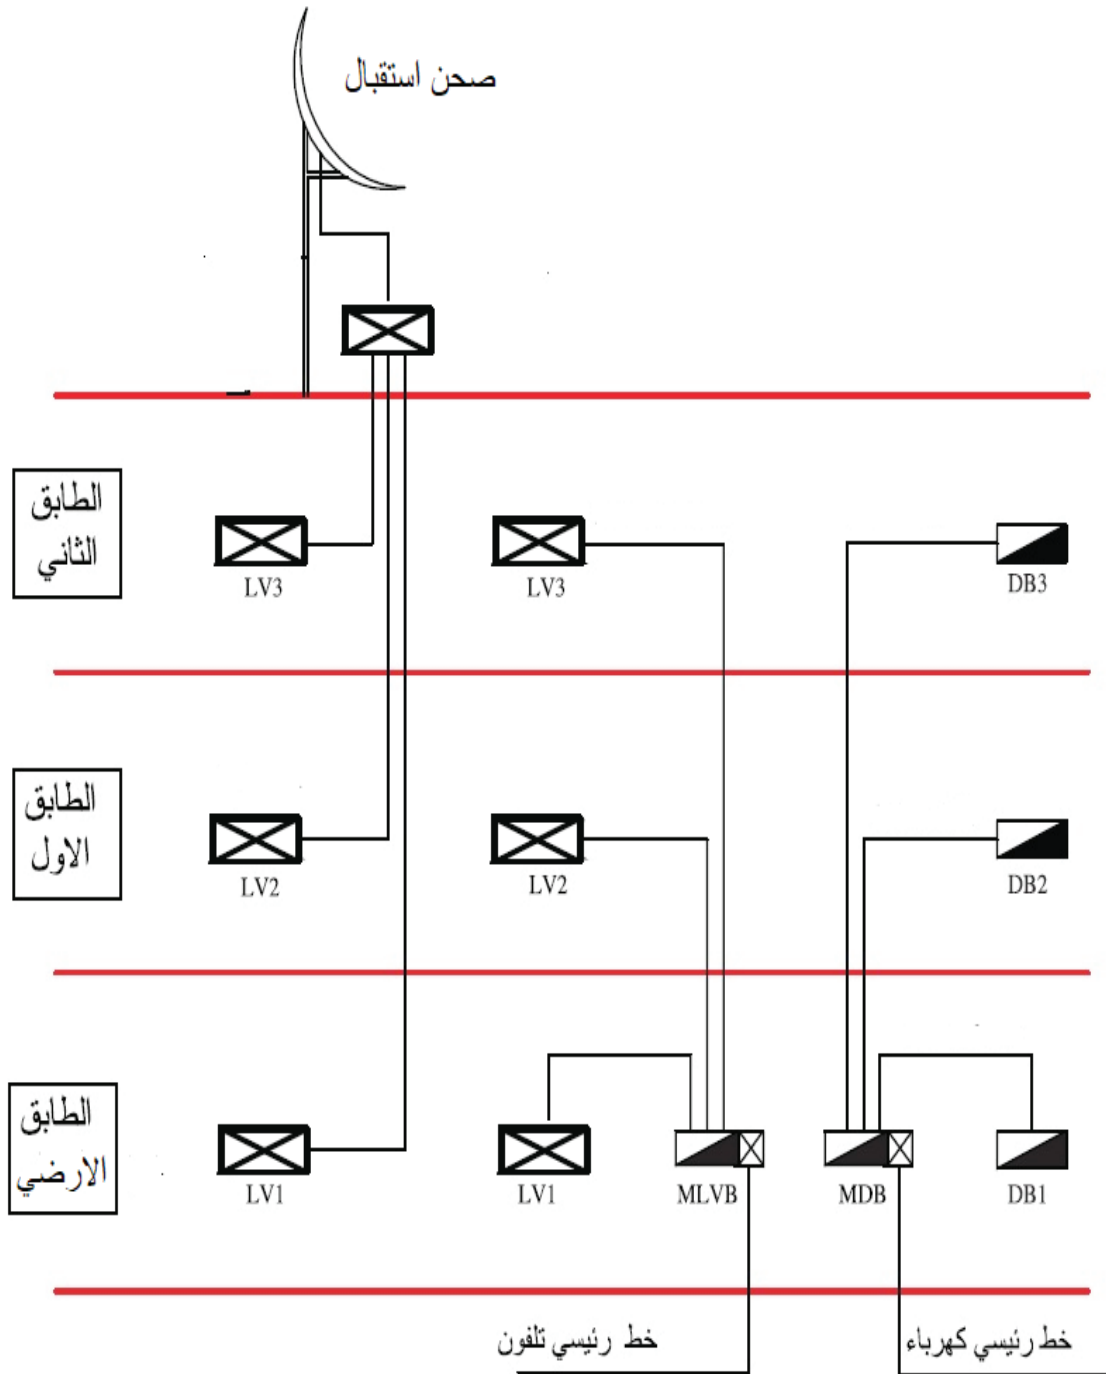 صحن استقبال
الطابق
الثاني
LV3
LV3
DB3
الطابق
الاول
LV2
LV2
DB2
الطابق
الارضي
LV1
LV1
MLVB
MDB
DB1
خط رئيسي تلفون
خط رئيسي كهرباء